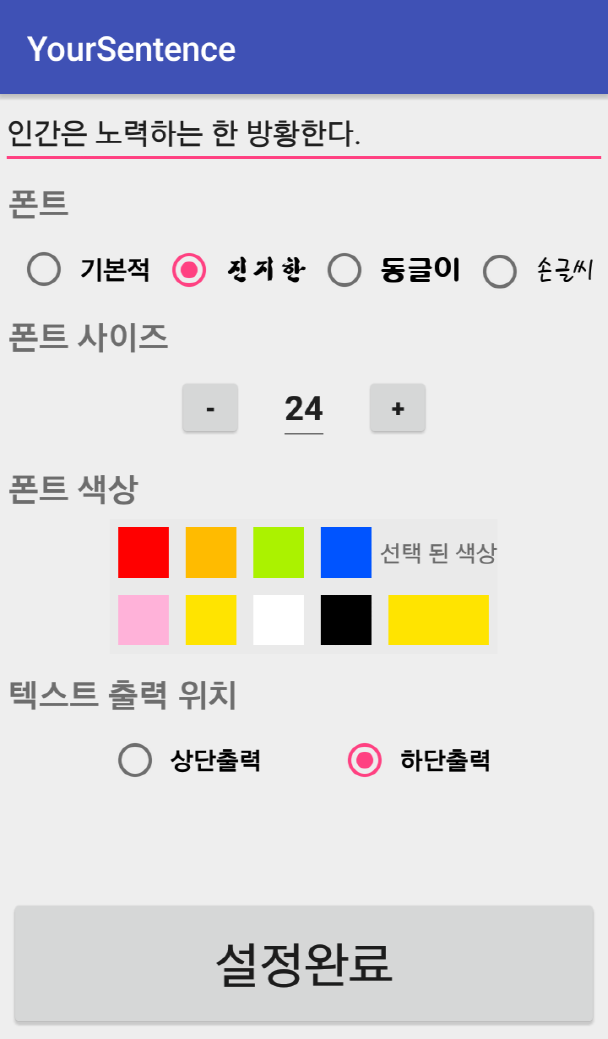 YourSentence
인간은 노력하는 한 방황한다.
폰트
기본적 진지한 동글이 손글씨
폰트 사이즈
- 24 +
폰트 색상
선택 된 색상
텍스트 출력 위치
상단출력 하단출력
설정완료